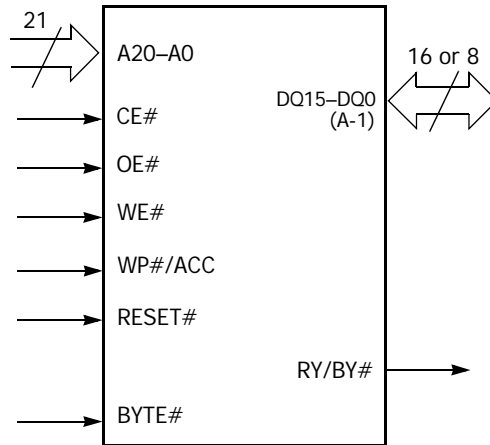 21
A20–A0
16 or 8
DQ15–DQ0
(A-1)
CE#
OE#
WE#
WP#/ACC
RESET#
RY/BY#
BYTE#